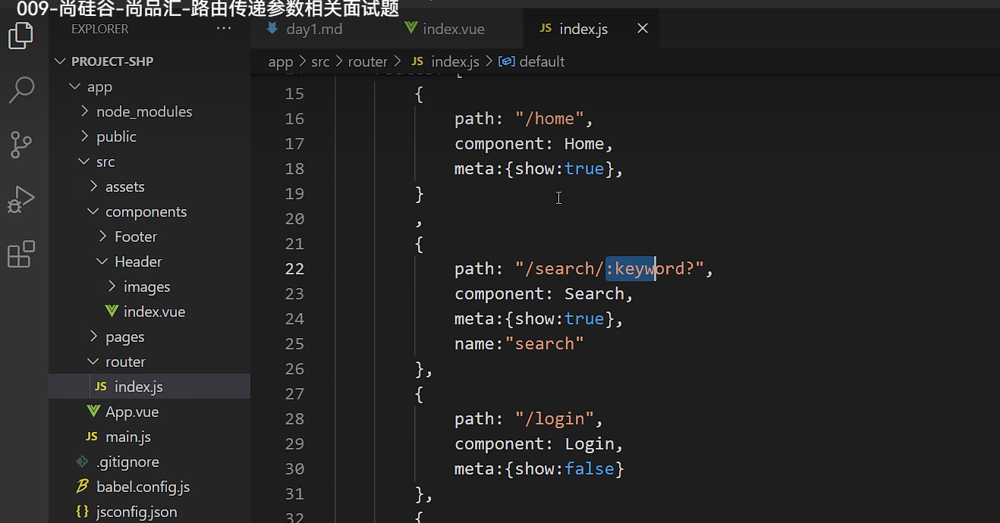 009-尚硅谷-尚品汇-路由传递参数相关面试题
EXPLORER
PROJECT-SHP
app
node_modules
public
src
assets
components
Footer
Header
images
index.vue
pages
router
index.js
App.vue
main.js
.gitignore
babel.config.js
jsconfig.json
day1.md
index.vue
index.js
app > src > router > index.js > default
15 {
16 path: "/home",
17 component: Home,
18 meta:{show:true},
19 }
20 ,
21 {
22 path: "/search/:keyword?",
23 component: Search,
24 meta:{show:true},
25 name:"search"
26 },
27 {
28 path: "/login",
29 component: Login,
30 meta:{show:false}
31 },
32 {